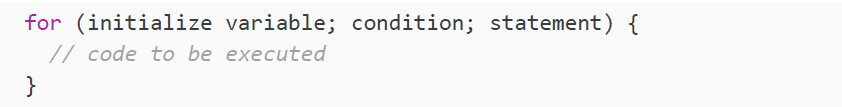 for (initialize variable; condition; statement) {
// code to be executed
}